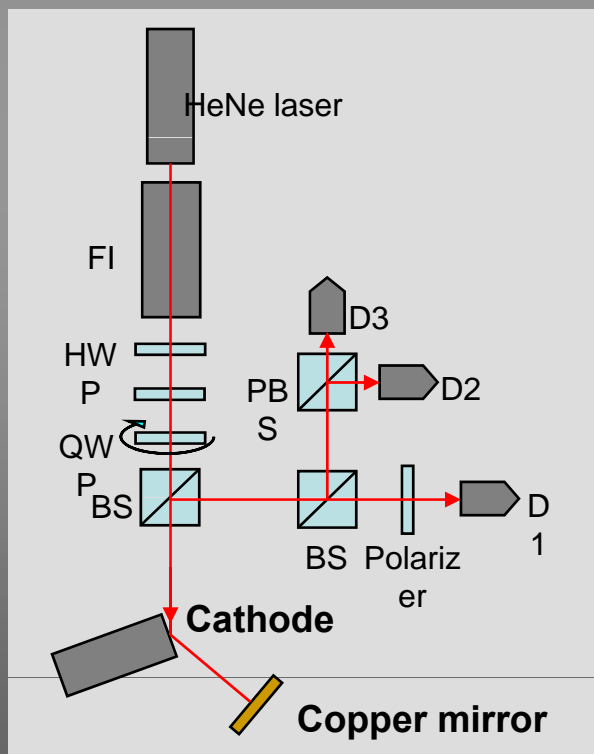 HeNe laser
FI
D3
HW
P
PB
S
D2
QW
P
BS
BS
Polariz
er
D
1
Cathode
Copper mirror